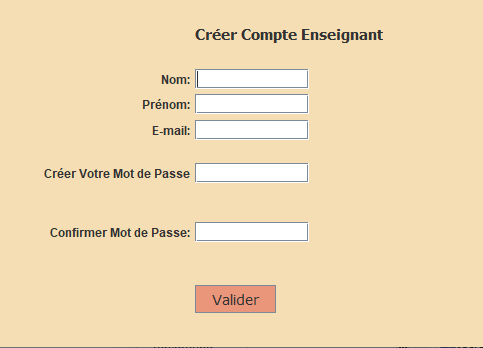 Créer Compte Enseignant
Nom:
Prénom:
E-mail:
Créer Votre Mot de Passe
Confirmer Mot de Passe:
Valider